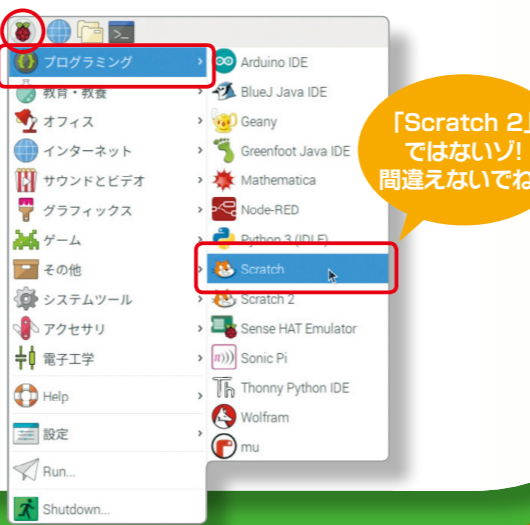 プログラミング
教育・教養
オフィス
インターネット
サウンドとビデオ
グラフィックス
ゲーム
その他
システムツール
アクセサリ
電子工学
Help
設定
Run...
Shutdown...
Arduino IDE
BlueJ Java IDE
Geany
Greenfoot Java IDE
Mathematica
Node-RED
Python 3 (IDLE)
Scratch
Scratch 2
Sense HAT Emulator
Sonic Pi
Thonny Python IDE
Wolfram
mu
「Scratch 2」
ではないゾ!
間違えないでね